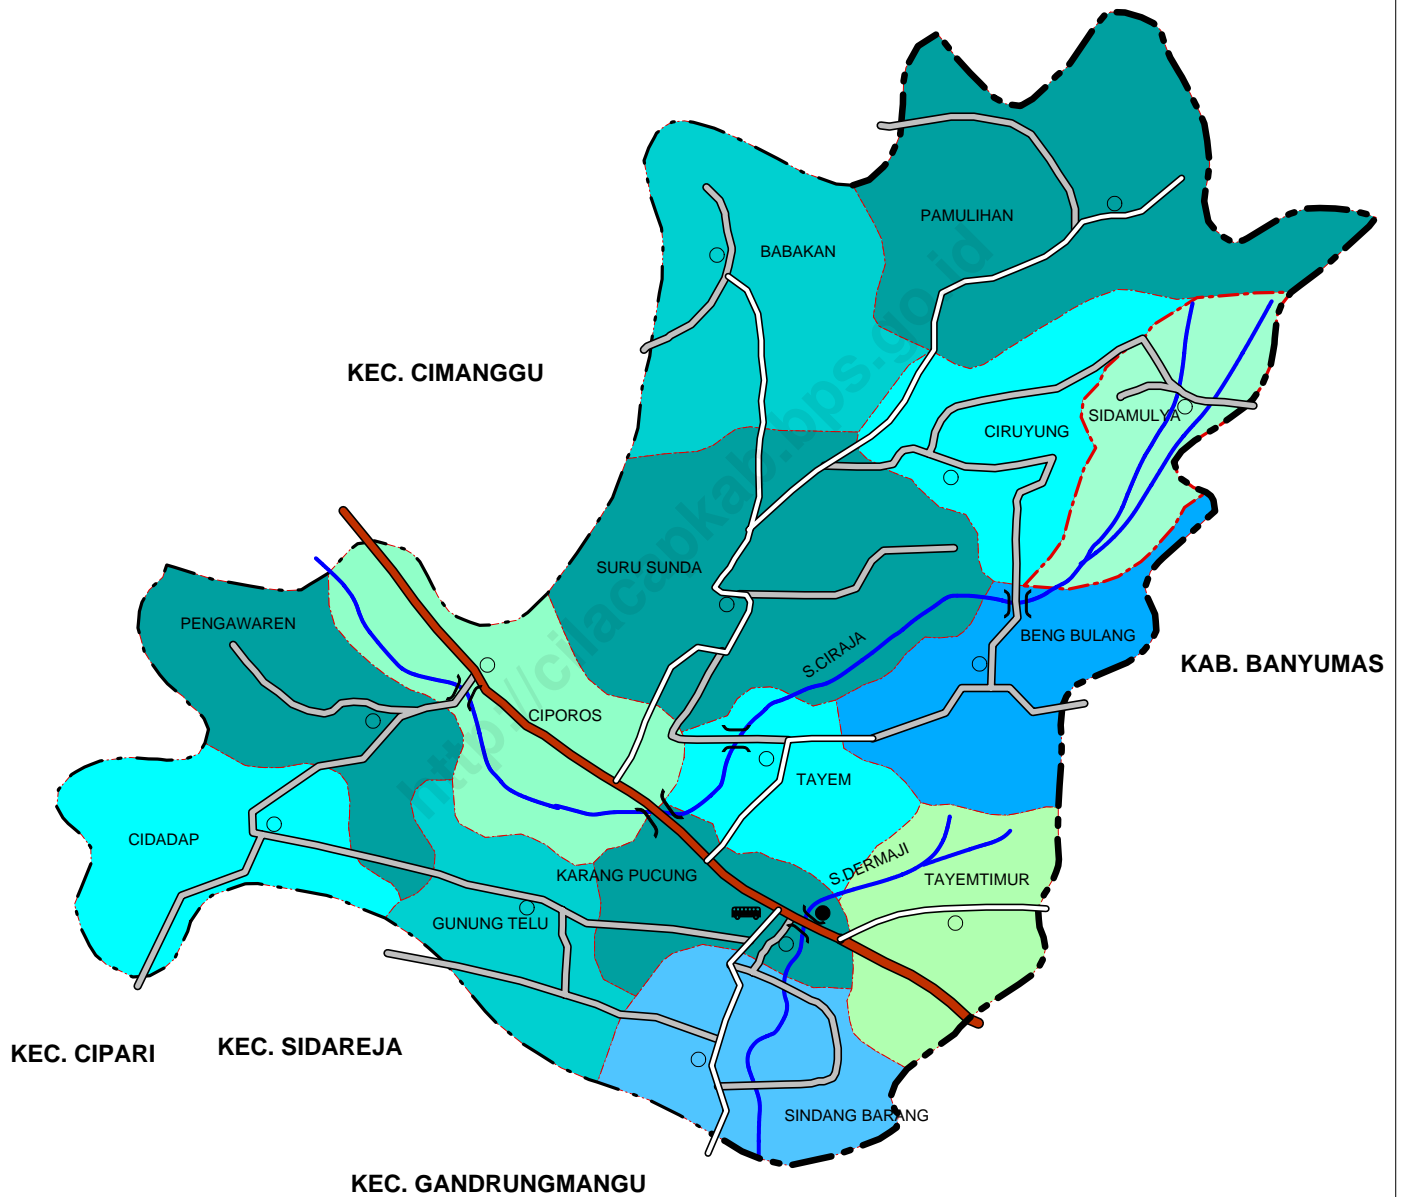 PAMULIHAN
BABAKAN
KEC. CIMANGGU
SIDAMULYA
CIRUYUNG
SURU SUNDA
PENGAWAREN
BENG BULANG
S.CIRAJA
KAB. BANYUMAS
CIPOROS
TAYEM
CIDADAP
S.DERMAJI
KARANG PUCUNG
TAYEMTIMUR
GUNUNG TELU
KEC. SIDAREJA
KEC. CIPARI
SINDANG BARANG
KEC. GANDRUNGMANGU
http://cilacapkab.bps.go.id